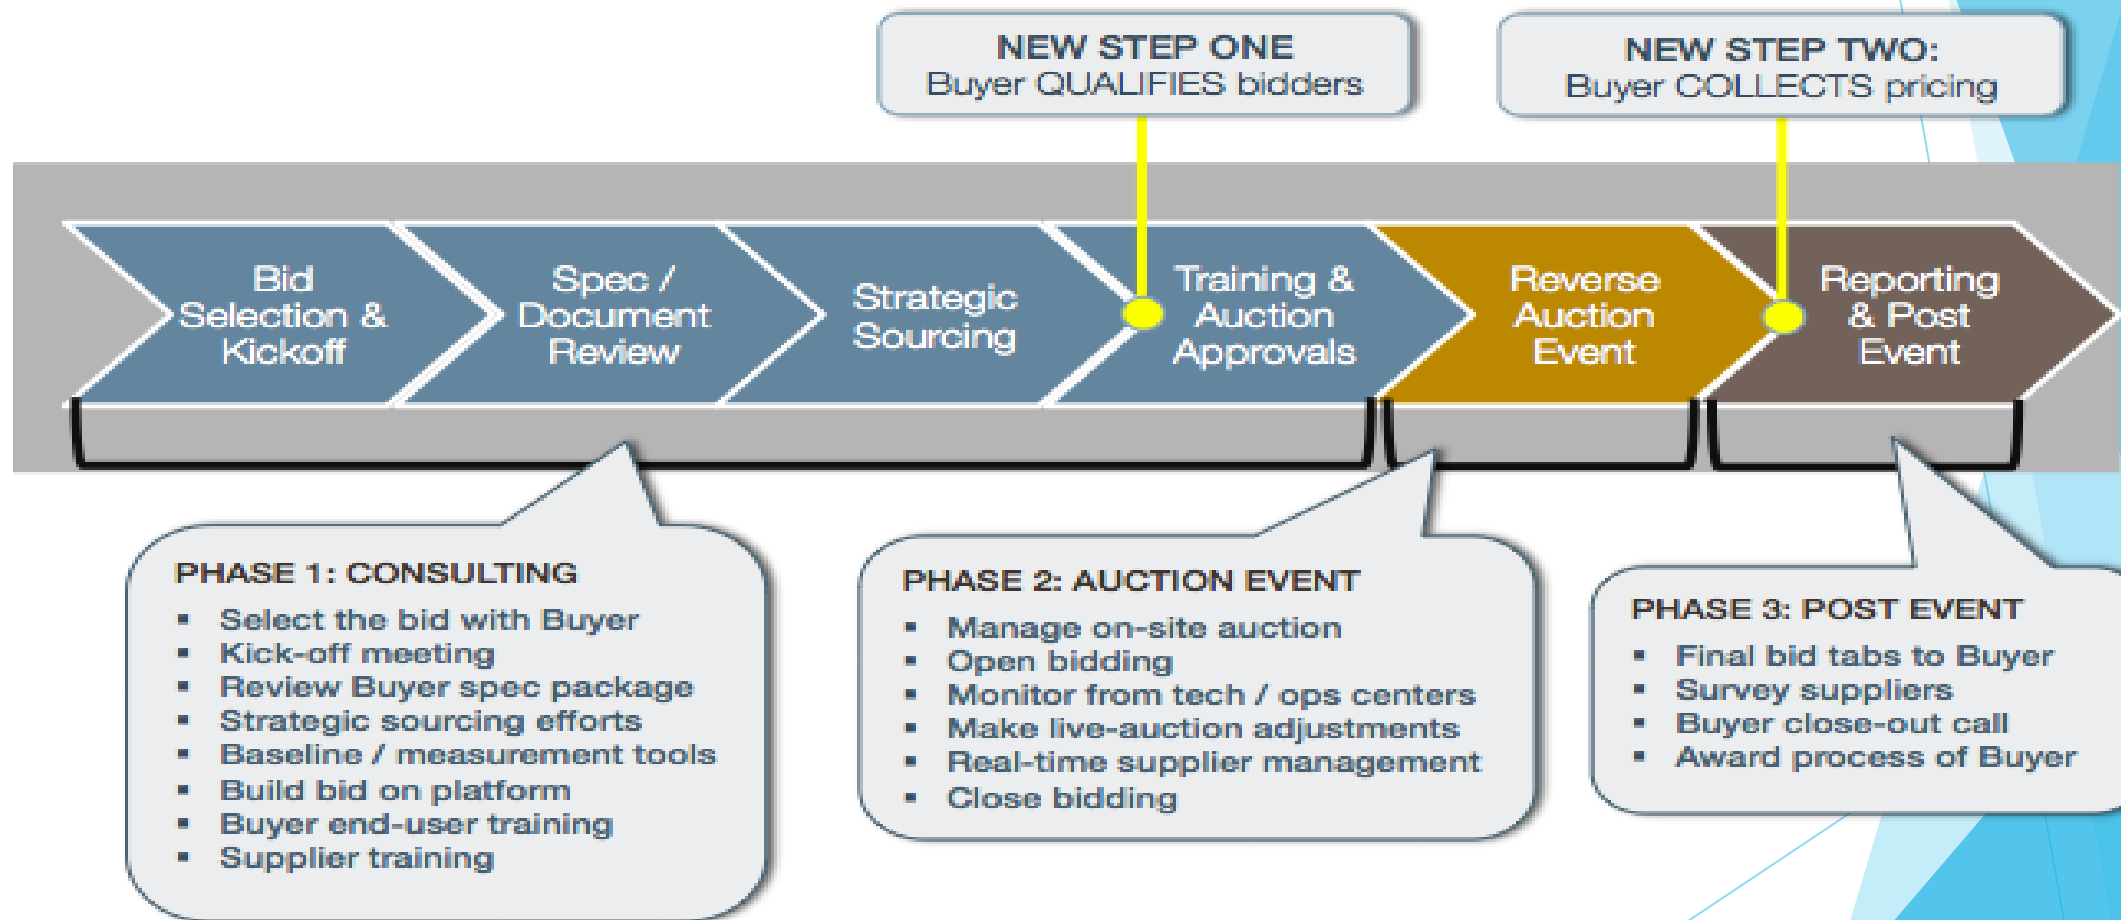 NEW STEP ONE
Buyer QUALIFIES bidders
NEW STEP TWO:
Buyer COLLECTS pricing
Bid
Selection &
Kickoff
Spec /
Document
Review
Strategic
Sourcing
Training &
Auction
Approvals
Reverse
Auction
Event
Reporting
& Post
Event
PHASE 1: CONSULTING
▪ Select the bid with Buyer
▪ Kick-off meeting
▪ Review Buyer spec package
▪ Strategic sourcing efforts
▪ Baseline / measurement tools
▪ Build bid on platform
▪ Buyer end-user training
▪ Supplier training
PHASE 2: AUCTION EVENT
▪ Manage on-site auction
▪ Open bidding
▪ Monitor from tech / ops centers
▪ Make live-auction adjustments
▪ Real-time supplier management
▪ Close bidding
PHASE 3: POST EVENT
▪ Final bid tabs to Buyer
▪ Survey suppliers
▪ Buyer close-out call
▪ Award process of Buyer